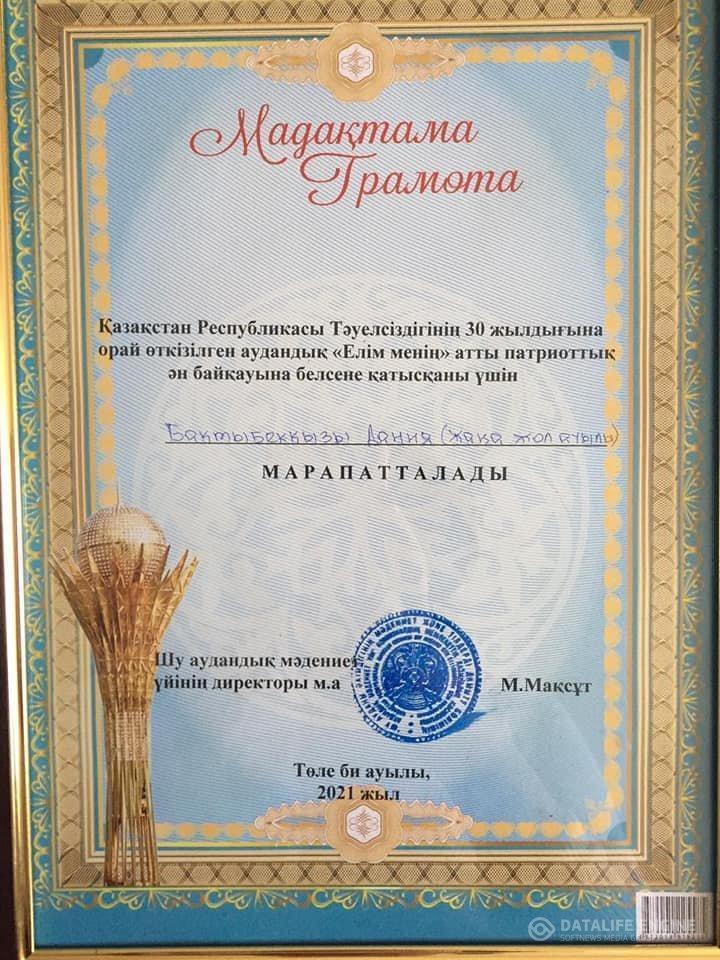 Мадақтама
Грамота
Қазақстан Республикасы Тәуелсіздігінің 30 жылдығына
орай өткізілген аудандық «Елім менің» атты патриоттық
ән байқауына белсене қатысқаны үшін
Бақтыбекқызы Дания (жаңа жол ауылы)
МАРАПАТТАЛАДЫ
Шу аудандық мәдениет
үйінің директоры м.а
М.Мақсұт
Төле би ауылы,
2021 жыл
DATALIFE ENGINE